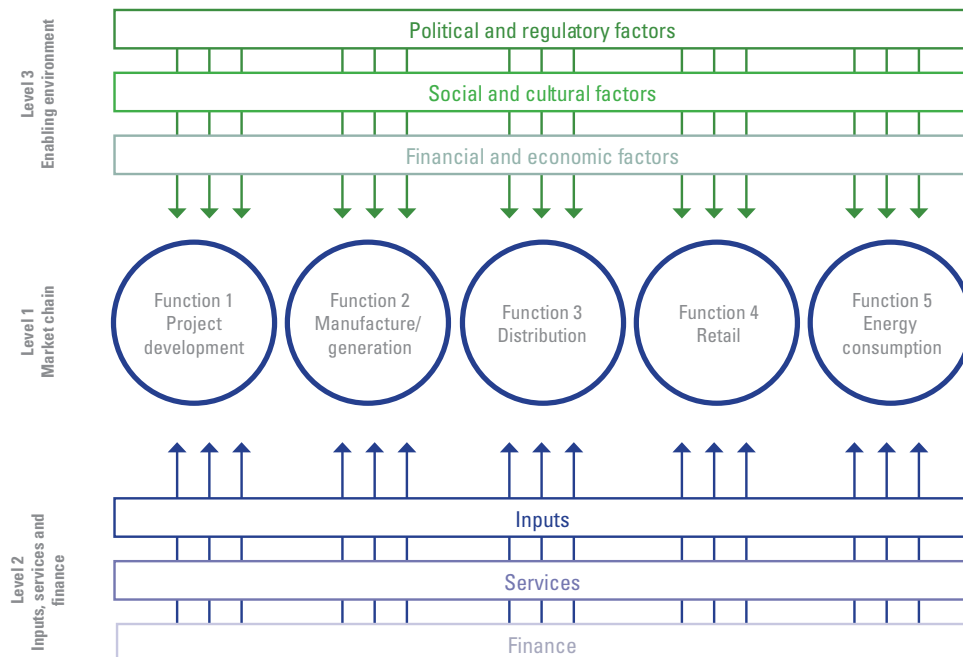 Level 3
Enabling environment
Political and regulatory factors
Social and cultural factors
Financial and economic factors
Level 1
Market chain
Function 1
Project
development
Function 2
Manufacture/
generation
Function 3
Distribution
Function 4
Retail
Function 5
Energy
consumption
Level 2
Inputs, services and
finance
Inputs
Services
Finance